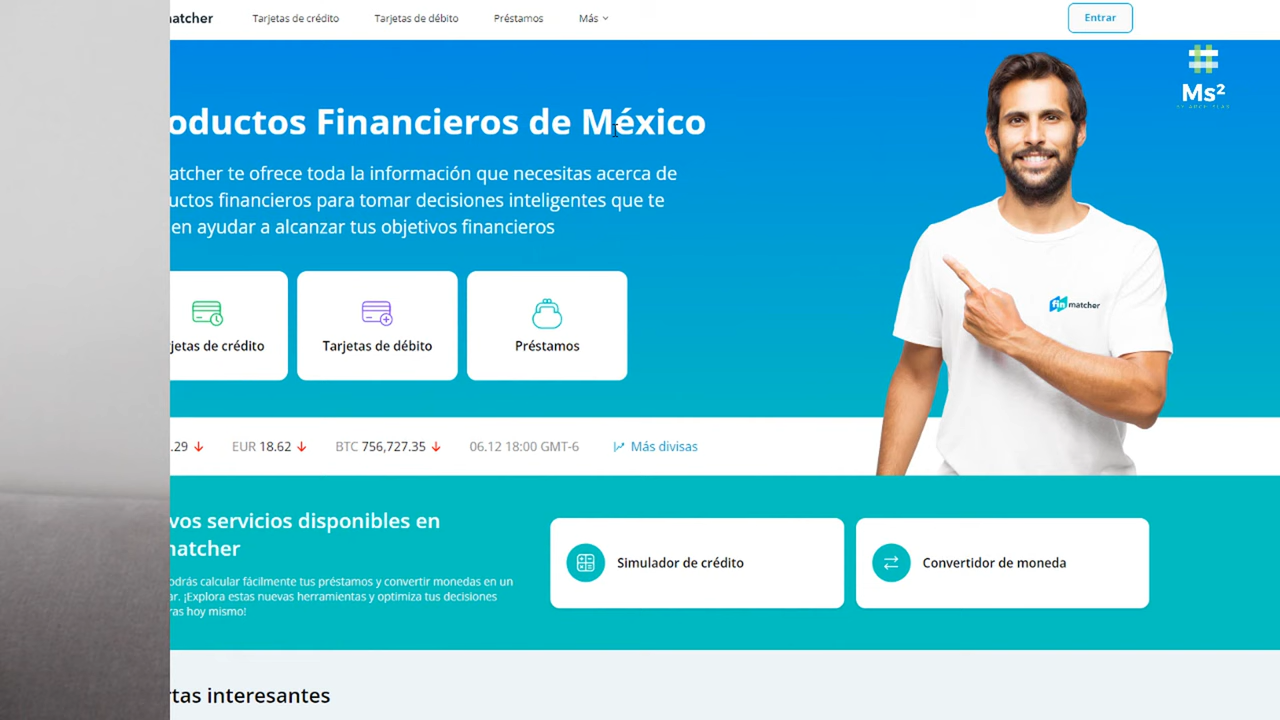 atcher
Tarjetas de crédito
Tarjetas de débito
Préstamos
Más
Entrar
Ms²
oductos Financieros de México
atcher te ofrece toda la información que necesitas acerca de
uctos financieros para tomar decisiones inteligentes que te
en ayudar a alcanzar tus objetivos financieros
jetas de crédito
Tarjetas de débito
Préstamos
fin matcher
.29
EUR 18.62
BTC 756,727.35
06.12 18:00 GMT-6
Más divisas
vos servicios disponibles en
natcher
odrás calcular fácilmente tus préstamos y convertir monedas en un
ar. ¡Explora estas nuevas herramientas y optimiza tus decisiones
ras hoy mismo!
Simulador de crédito
Convertidor de moneda
rtas interesantes